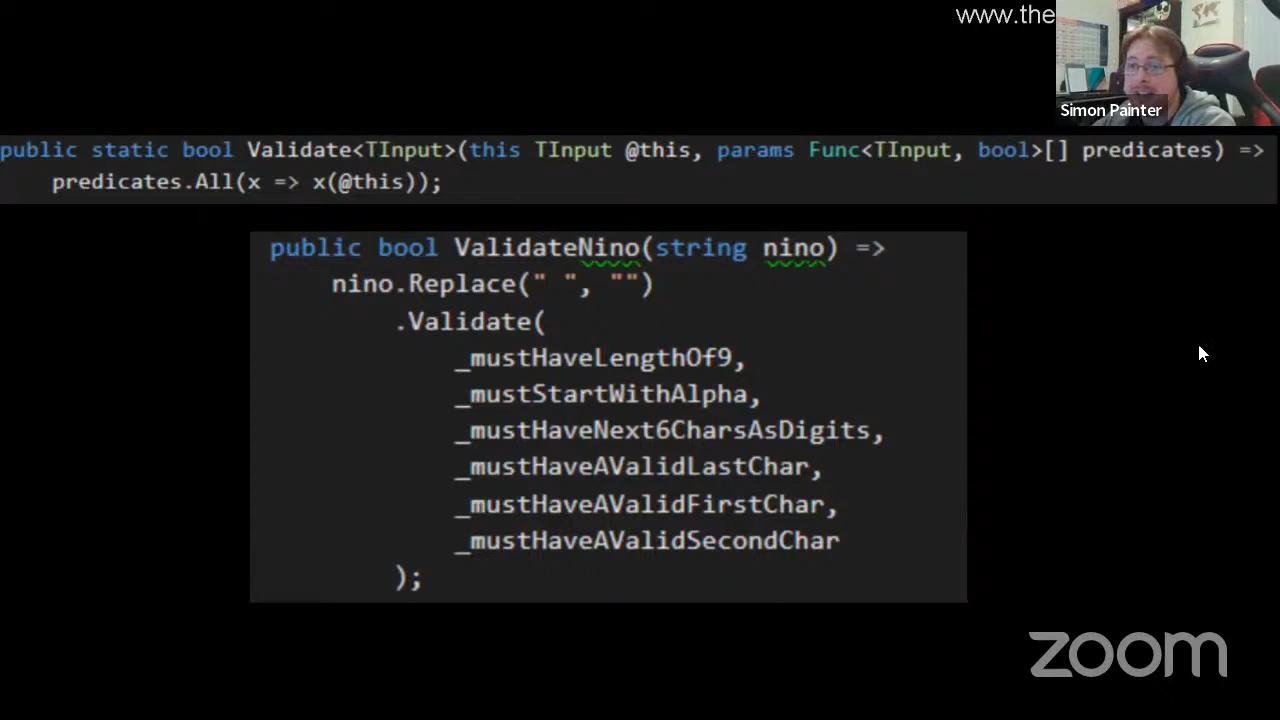 www.the
Simon Painter
public static bool Validate<TInput>(this TInput @this, params Func<TInput, bool>[] predicates) =>
predicates.All(x => x(@this));
public bool ValidateNino(string nino) =>
nino.Replace(" ", "")
.Validate(
_mustHaveLengthOf9,
_mustStartWithAlpha,
_mustHaveNext6CharsAsDigits,
_mustHaveAValidLastChar,
_mustHaveAValidFirstChar,
_mustHaveAValidSecondChar
);
zoom